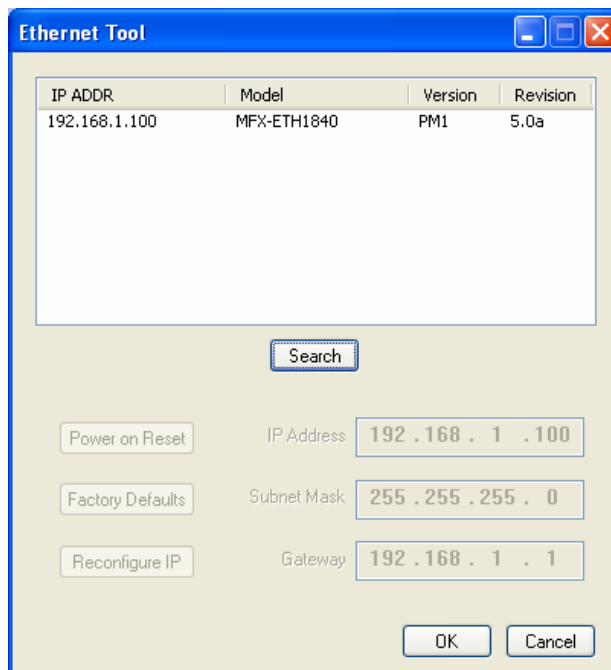 Ethernet Tool
IP ADDR Model Version Revision
192.168.1.100 MFX-ETH1840 PM1 5.0a
Search
Power on Reset IP Address 192 .168 . 1 .100
Factory Defaults Subnet Mask 255 .255 .255 . 0
Reconfigure IP Gateway 192 .168 . 1 . 1
OK Cancel